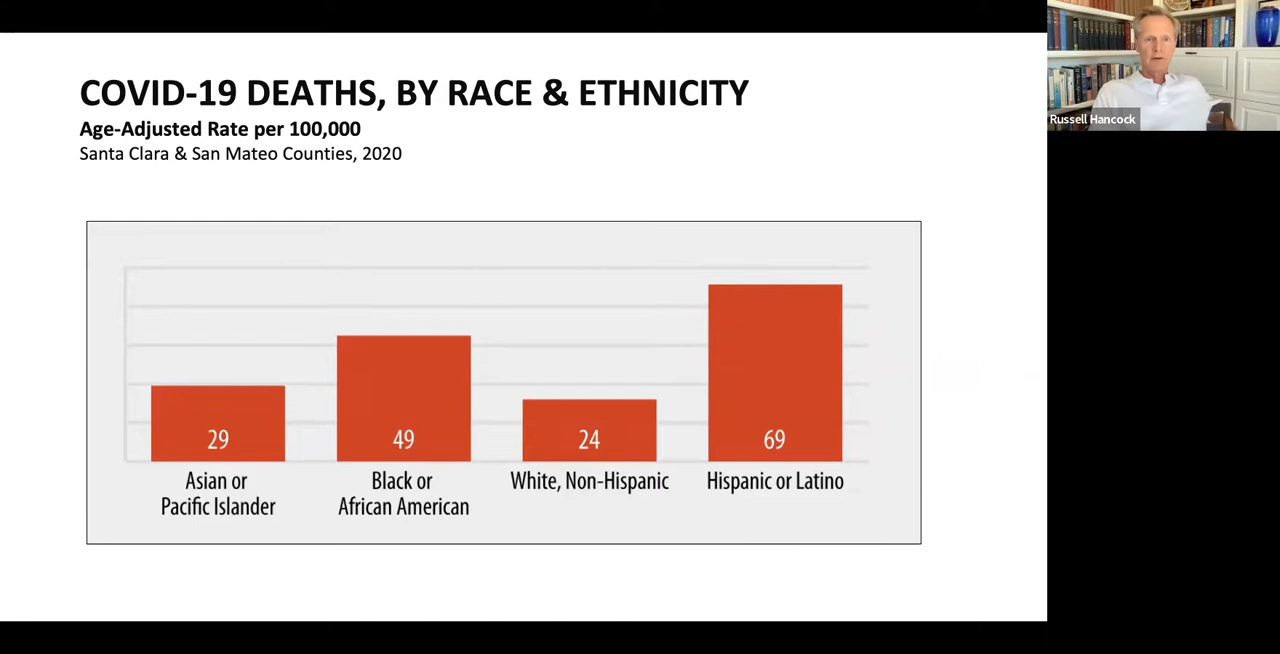 COVID-19 DEATHS, BY RACE & ETHNICITY
Age-Adjusted Rate per 100,000
Santa Clara & San Mateo Counties, 2020
29
49
24
69
Asian or
Pacific Islander
Black or
African American
White, Non-Hispanic
Hispanic or Latino
Russell Hancock